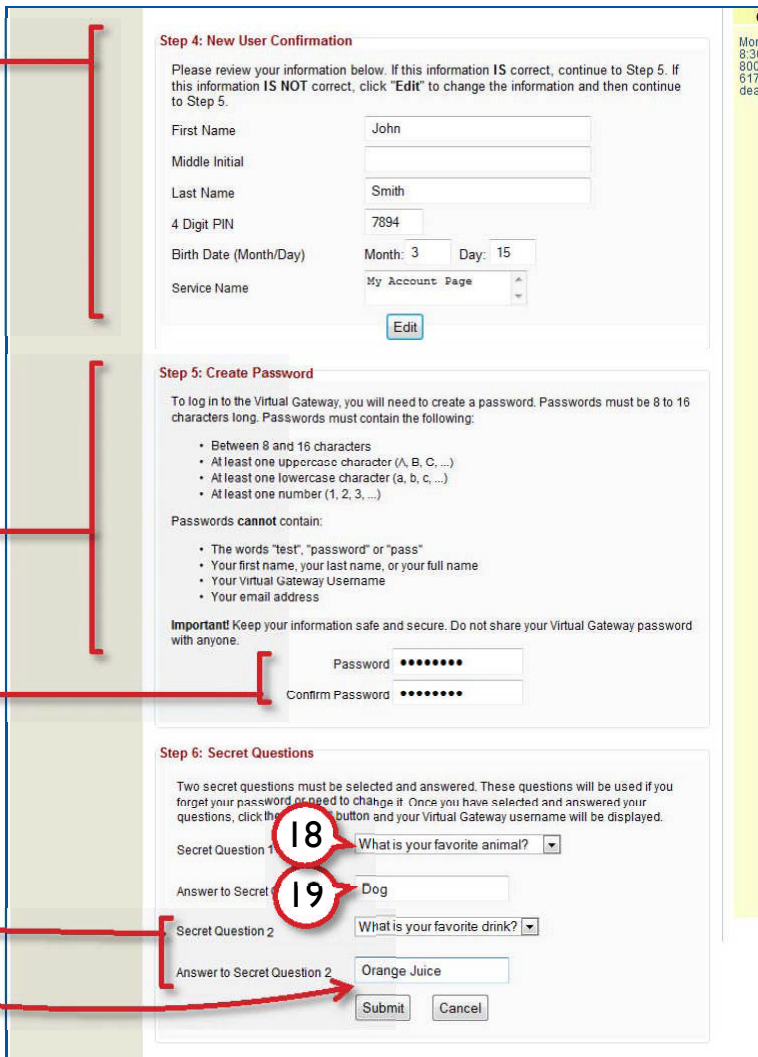 Step 4: New User Confirmation
Please review your information below. If this information IS correct, continue to Step 5. If
this information IS NOT correct, click "Edit" to change the information and then continue
to Step 5.
First Name John
Middle Initial
Last Name Smith
4 Digit PIN 7894
Birth Date (Month/Day) Month: 3 Day: 15
Service Name My Account Page
Edit
Step 5: Create Password
To log in to the Virtual Gateway, you will need to create a password. Passwords must be 8 to 16
characters long. Passwords must contain the following:
• Between 8 and 16 characters
• At least one uppercase character (A, B, C, ...)
• At least one lowercase character (a, b, c, ...)
• At least one number (1, 2, 3, ...)
Passwords cannot contain:
• The words "test", "password" or "pass"
• Your first name, your last name, or your full name
• Your Virtual Gateway Username
• Your email address
Important! Keep your information safe and secure. Do not share your Virtual Gateway password
with anyone.
Password ••••••••
Confirm Password ••••••••
Step 6: Secret Questions
Two secret questions must be selected and answered. These questions will be used if you
forget your password or need to change it. Once you have selected and answered your
questions, click the button and your Virtual Gateway username will be displayed.
Secret Question 1 18 What is your favorite animal?
Answer to Secret 19 Dog
Secret Question 2 What is your favorite drink?
Answer to Secret Question 2 Orange Juice
Submit Cancel
8:30
800
617